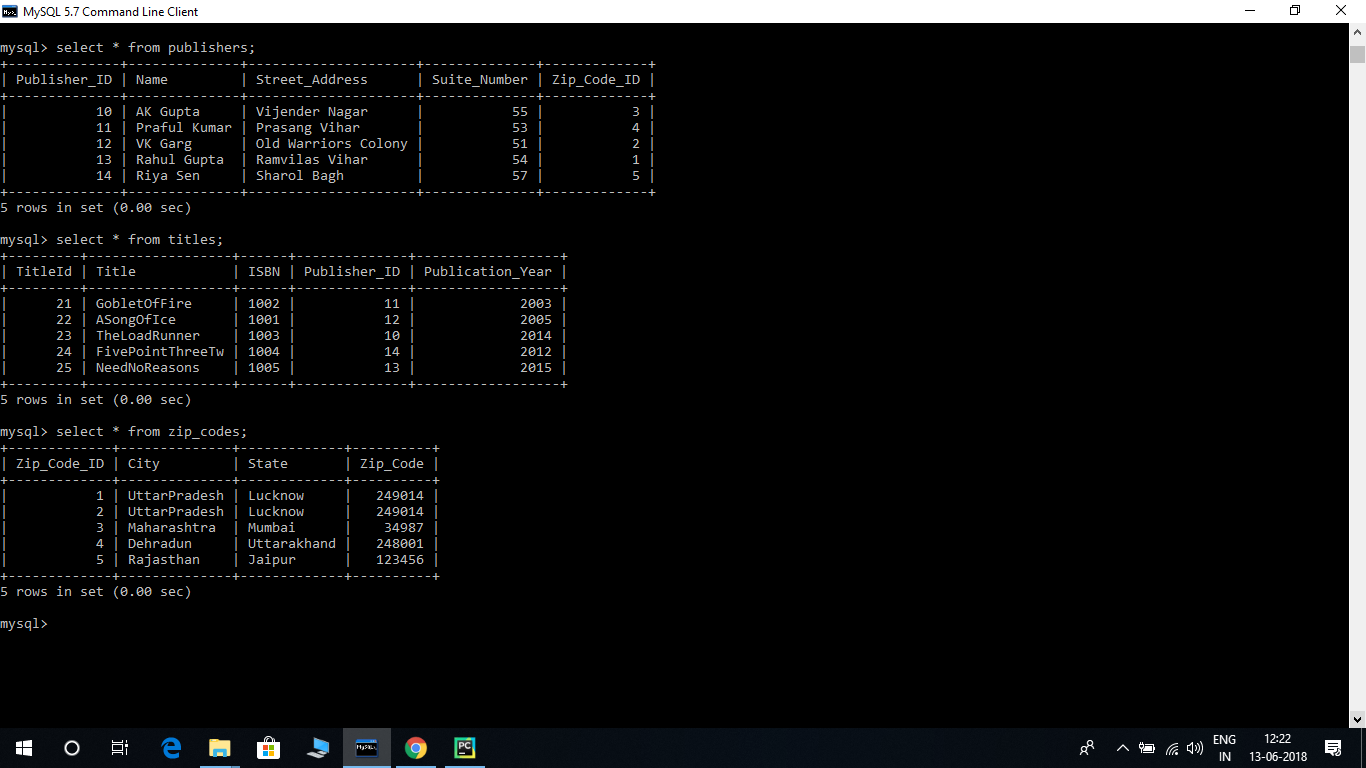 MySQL 5.7 Command Line Client
mysql> select * from publishers;
+--------------+--------------+---------------------+--------------+-------------+
| Publisher_ID | Name         | Street_Address      | Suite_Number | Zip_Code_ID |
+--------------+--------------+---------------------+--------------+-------------+
|           10 | AK Gupta     | Vijender Nagar      |           55 |           3 |
|           11 | Praful Kumar | Prasang Vihar       |           53 |           4 |
|           12 | VK Garg      | Old Warriors Colony |           51 |           2 |
|           13 | Rahul Gupta  | Ramvilas Vihar      |           54 |           1 |
|           14 | Riya Sen     | Sharol Bagh         |           57 |           5 |
+--------------+--------------+---------------------+--------------+-------------+
5 rows in set (0.00 sec)
mysql> select * from titles;
+---------+------------------+------+--------------+------------------+
| TitleId | Title            | ISBN | Publisher_ID | Publication_Year |
+---------+------------------+------+--------------+------------------+
|      21 | GobletOfFire     | 1002 |           11 |             2003 |
|      22 | ASongOfIce       | 1001 |           12 |             2005 |
|      23 | TheLoadRunner    | 1003 |           10 |             2014 |
|      24 | FivePointThreeTw | 1004 |           14 |             2012 |
|      25 | NeedNoReasons    | 1005 |           13 |             2015 |
+---------+------------------+------+--------------+------------------+
5 rows in set (0.00 sec)
mysql> select * from zip_codes;
+-------------+--------------+-------------+----------+
| Zip_Code_ID | City         | State       | Zip_Code |
+-------------+--------------+-------------+----------+
|           1 | UttarPradesh | Lucknow     |   249014 |
|           2 | UttarPradesh | Lucknow     |   249014 |
|           3 | Maharashtra  | Mumbai      |    34987 |
|           4 | Dehradun     | Uttarakhand |   248001 |
|           5 | Rajasthan    | Jaipur      |   123456 |
+-------------+--------------+-------------+----------+
5 rows in set (0.00 sec)
mysql>
PC
ENG
IN
12:22
13-06-2018